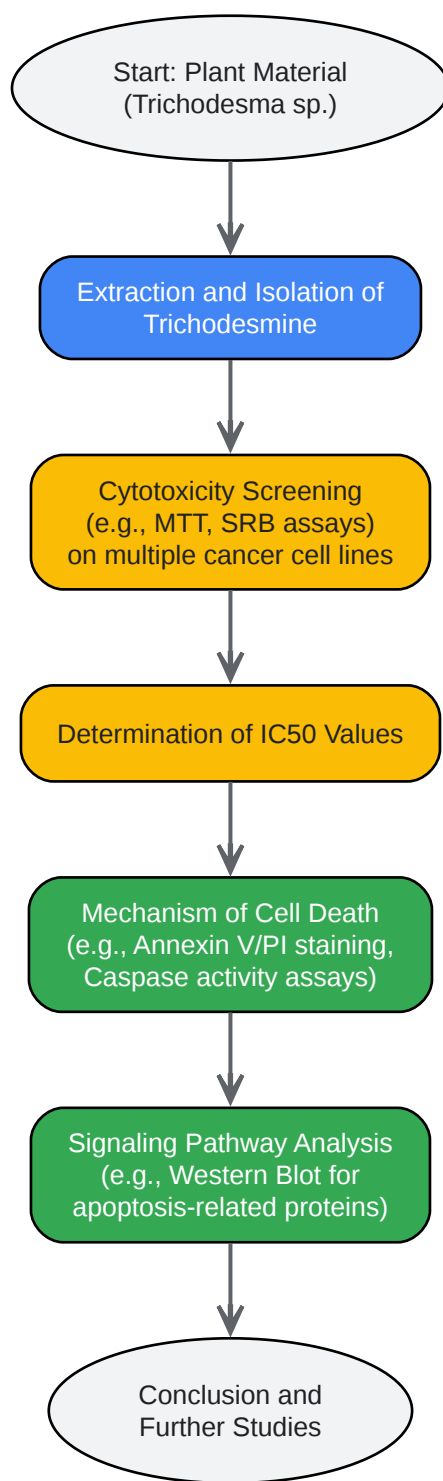 Start: Plant Material
(Trichodesma sp.)
Extraction and Isolation of
Trichodesmine
Cytotoxicity Screening
(e.g., MTT, SRB assays)
on multiple cancer cell lines
Determination of IC50 Values
Mechanism of Cell Death
(e.g., Annexin V/PI staining,
Caspase activity assays)
Signaling Pathway Analysis
(e.g., Western Blot for
apoptosis-related proteins)
Conclusion and
Further Studies